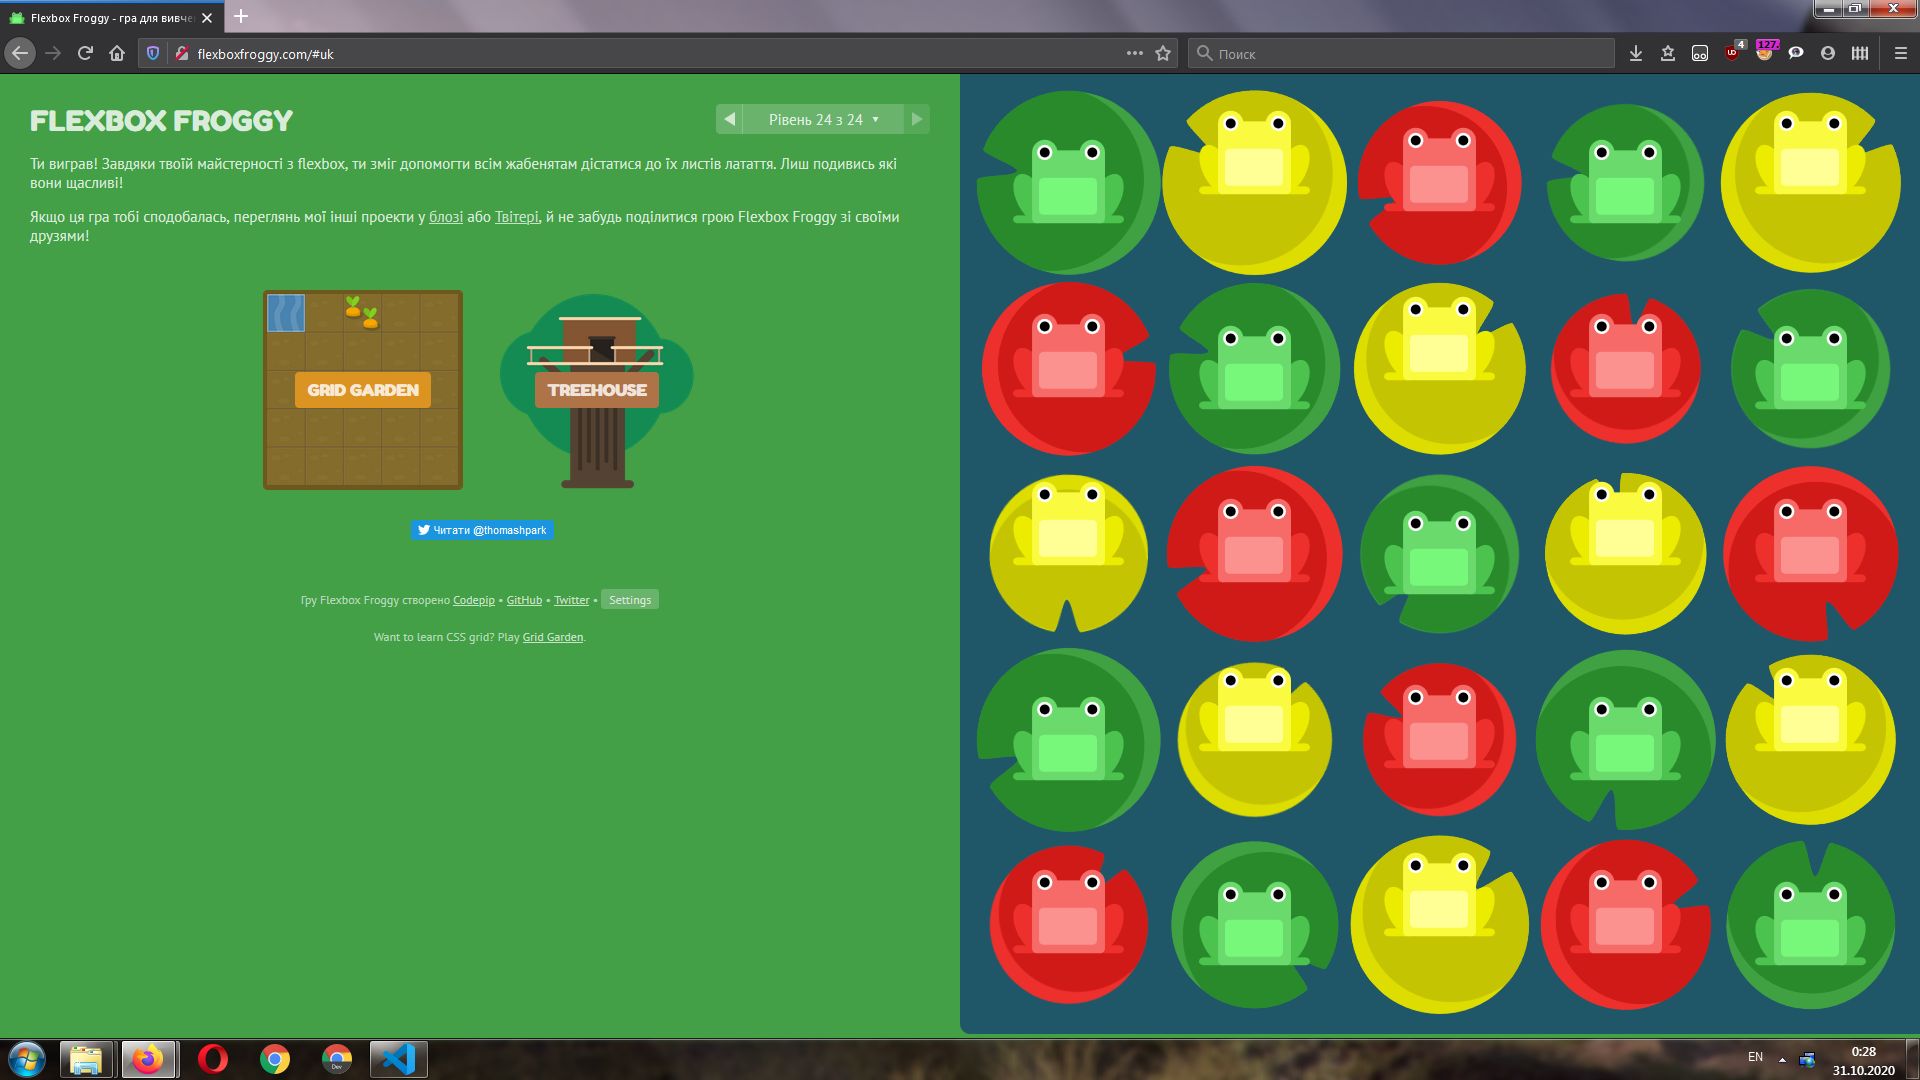 Flexbox Froggy - гра для вивче
flexboxfroggy.com/#uk
Поиск
4
127.
FLEXBOX FROGGY
Рівень 24 з 24
Ти виграв! Завдяки твоїй майстерності з flexbox, ти зміг допомогти всім жабенятам дістатися до їх листів латаття. Лиш подивись які
вони щасливі!
Якщо ця гра тобі сподобалась, переглянь мої інші проекти у блозі або Твітері, й не забудь поділитися грою Flexbox Froggy зі своїми
друзями!
GRID GARDEN
TREEHOUSE
Читати @thomashpark
Гру Flexbox Froggy створено Codepip • GitHub • Twitter • Settings
Want to learn CSS grid? Play Grid Garden.
Dev
EN
0:28
31.10.2020